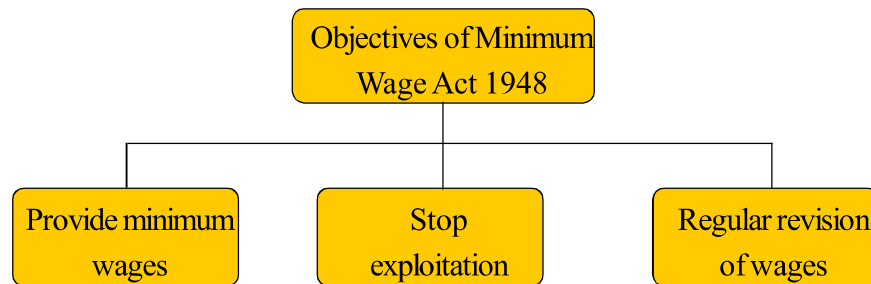 Objectives of Minimum
Wage Act 1948
Provide minimum
wages
Stop
exploitation
Regular revision
of wages